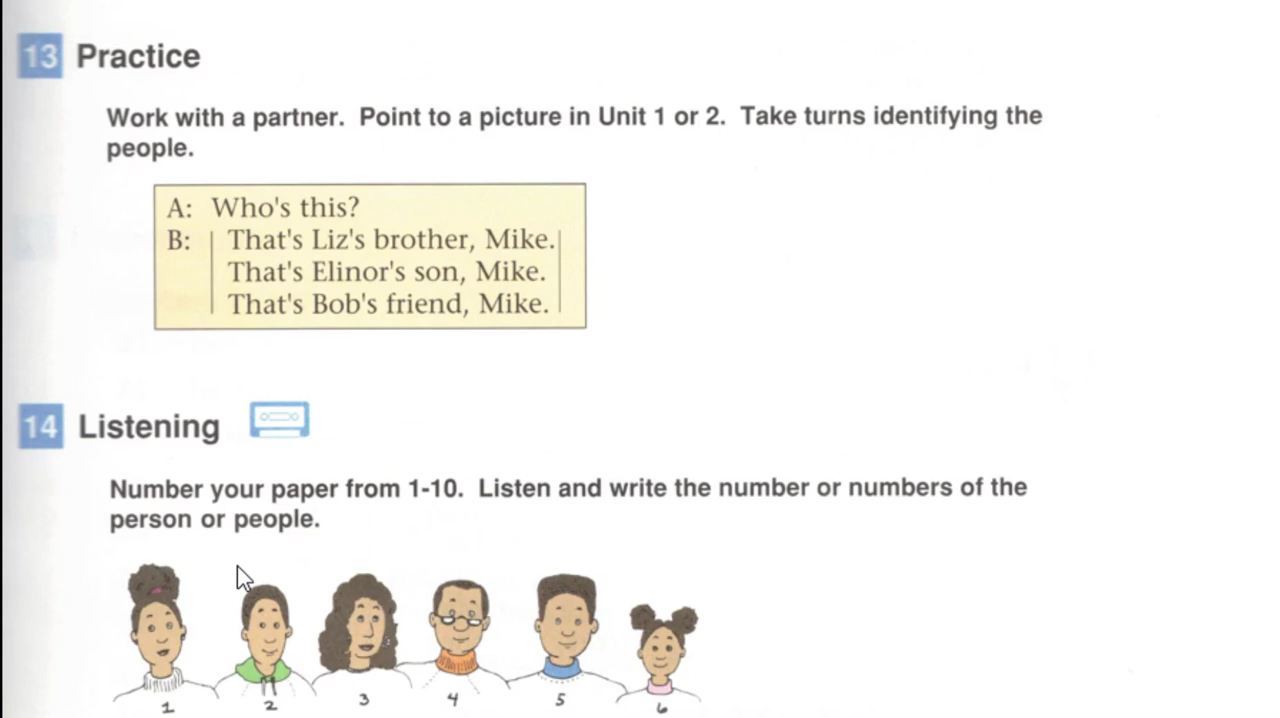 13 Practice
Work with a partner. Point to a picture in Unit 1 or 2. Take turns identifying the
people.
A: Who's this?
B: That's Liz's brother, Mike.
That's Elinor's son, Mike.
That's Bob's friend, Mike.
14 Listening
Number your paper from 1-10. Listen and write the number or numbers of the
person or people.
1 2 3 4 5 6